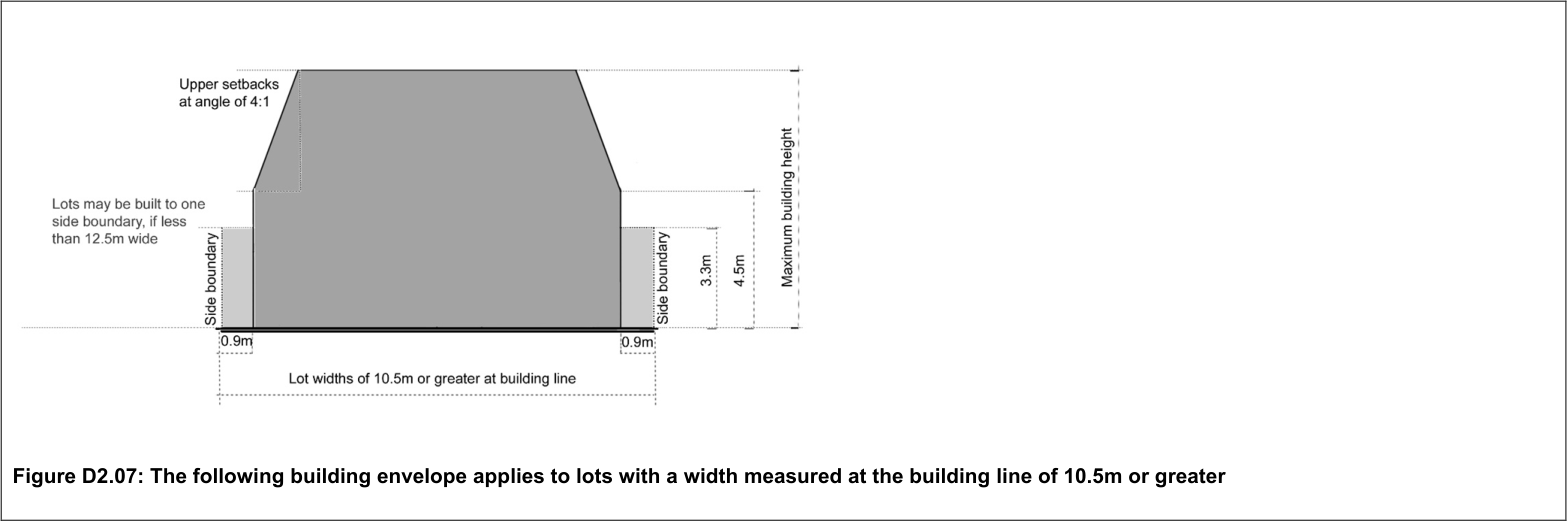 Upper setbacks
at angle of 4:1
Maximum building height
Lots may be built to one
side boundary, if less
than 12.5m wide
Side boundary
Side boundary
3.3m
4.5m
0.9m
0.9m
Lot widths of 10.5m or greater at building line
Figure D2.07: The following building envelope applies to lots with a width measured at the building line of 10.5m or greater